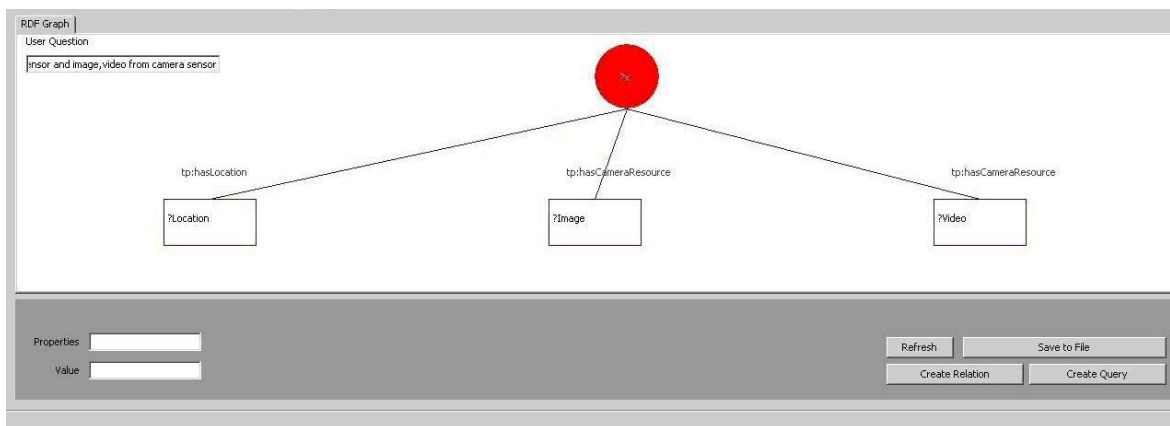 RDF Graph
User Question
ensor and image,video from camera sensor
?x
tp:hasLocation
tp:hasCameraResource
tp:hasCameraResource
?Location
?Image
?Video
Properties
Value
Refresh
Save to File
Create Relation
Create Query